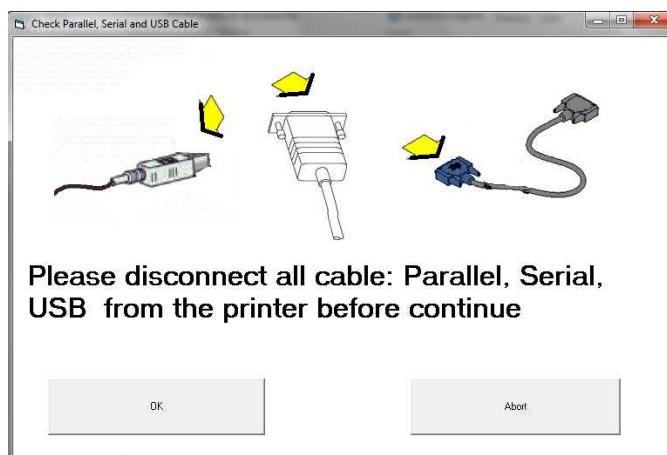 Check Parallel, Serial and USB Cable
Please disconnect all cable: Parallel, Serial,
USB from the printer before continue
OK
Abort